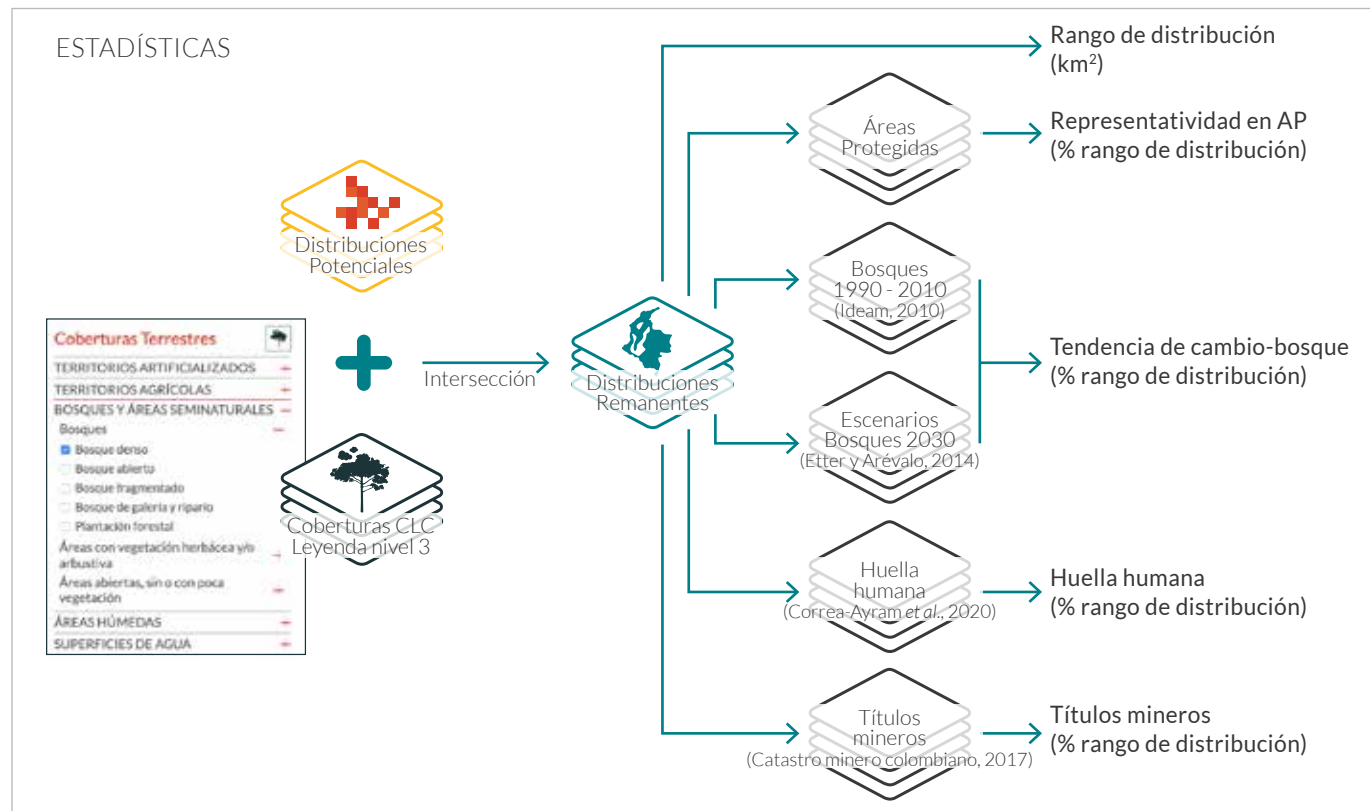 ESTADÍSTICAS
Distribuciones
Potenciales
Coberturas Terrestres
TERRITORIOS ARTIFICIALIZADOS
TERRITORIOS AGRÍCOLAS
BOSQUES Y ÁREAS SEMINATURALES
Bosques
Bosque denso
Bosque abierto
Bosque fragmentado
Bosque de galería y ripario
Plantación forestal
Áreas con vegetación herbácea y/o
arbustiva
Áreas abiertas, sin o con poca
vegetación
ÁREAS HÚMEDAS
SUPERFICIES DE AGUA
Coberturas CLC
Leyenda nivel 3
Intersección
Distribuciones
Remanentes
Áreas
Protegidas
Bosques
1990 - 2010
(Ideam, 2010)
Escenarios
Bosques 2030
(Etter y Arévalo, 2014)
Huella
humana
(Correa-Ayram et al., 2020)
Títulos
mineros
(Catastro minero colombiano, 2017)
Rango de distribución
(km²)
Representatividad en AP
(% rango de distribución)
Tendencia de cambio-bosque
(% rango de distribución)
Huella humana
(% rango de distribución)
Títulos mineros
(% rango de distribución)